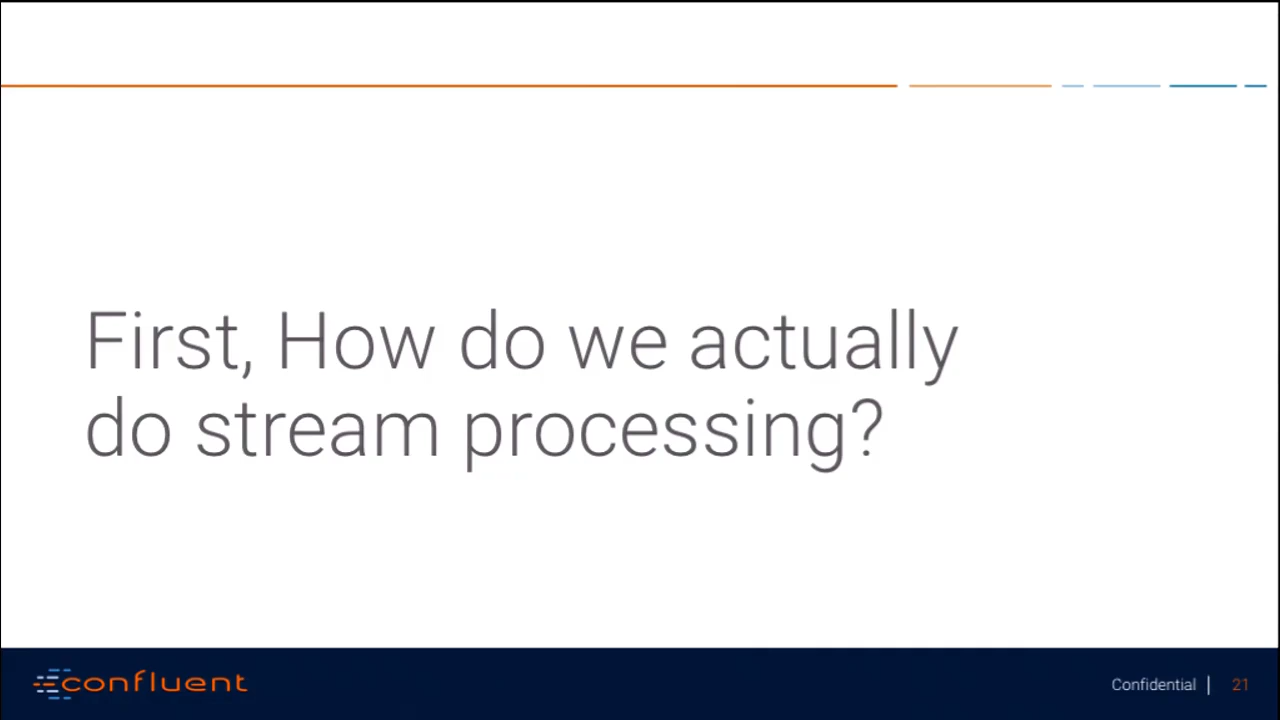 First, How do we actually
do stream processing?
confluent
Confidential | 21